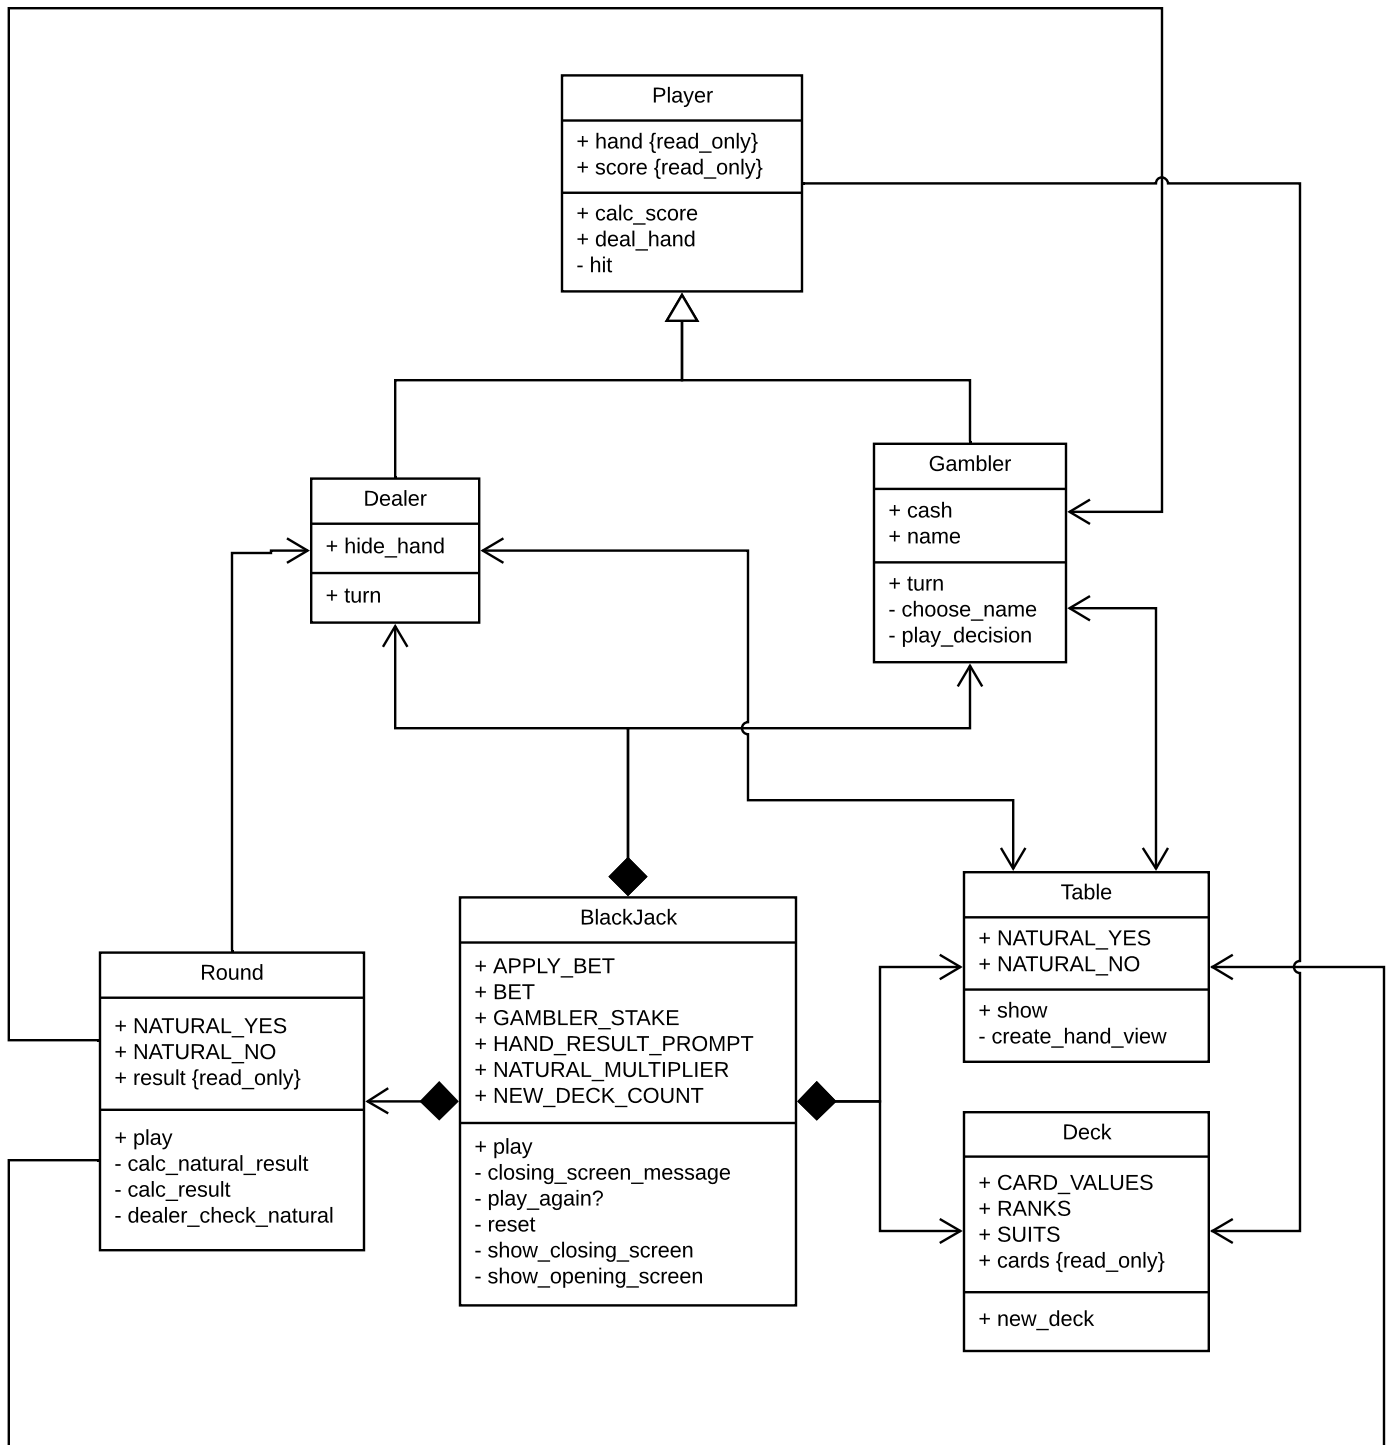 Player
+ hand {read_only}
+ score {read_only}
+ calc_score
+ deal_hand
- hit
Dealer
+ hide_hand
+ turn
Gambler
+ cash
+ name
+ turn
- choose_name
- play_decision
Round
+ NATURAL_YES
+ NATURAL_NO
+ result {read_only}
+ play
- calc_natural_result
- calc_result
- dealer_check_natural
BlackJack
+ APPLY_BET
+ BET
+ GAMBLER_STAKE
+ HAND_RESULT_PROMPT
+ NATURAL_MULTIPLIER
+ NEW_DECK_COUNT
+ play
- closing_screen_message
- play_again?
- reset
- show_closing_screen
- show_opening_screen
Table
+ NATURAL_YES
+ NATURAL_NO
+ show
- create_hand_view
Deck
+ CARD_VALUES
+ RANKS
+ SUITS
+ cards {read_only}
+ new_deck